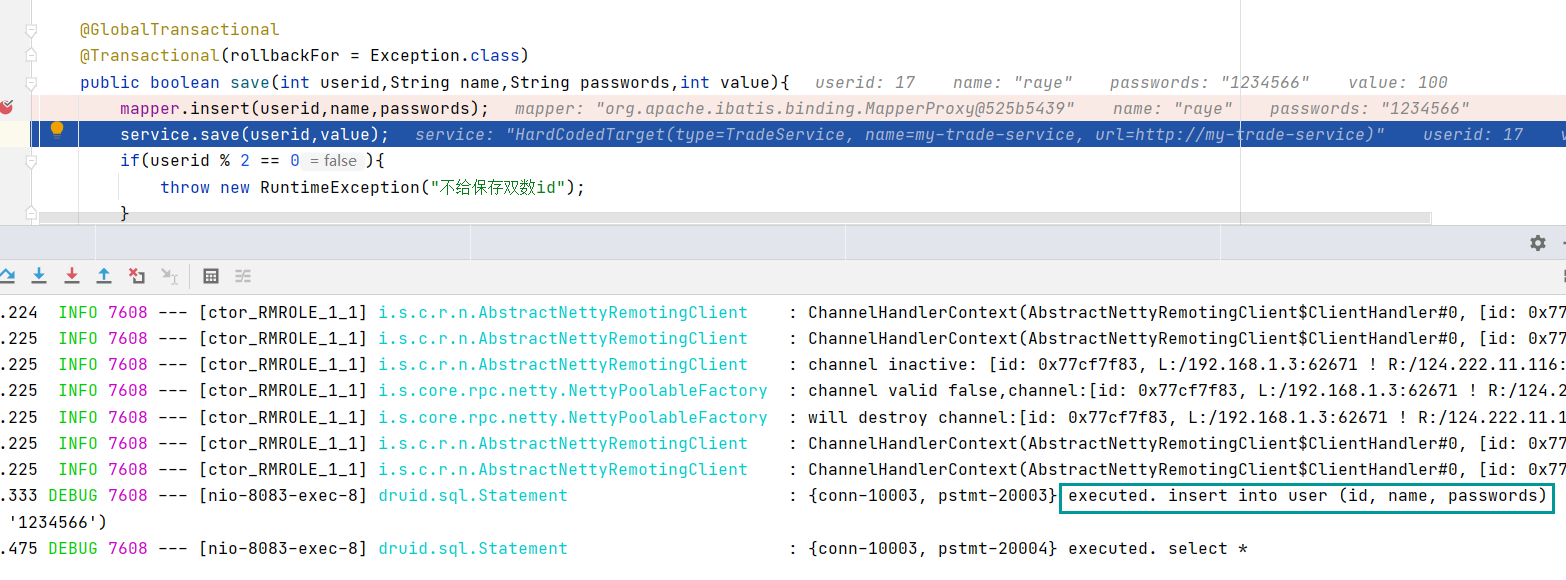 @GlobalTransactional
@Transactional(rollbackFor = Exception.class)
public boolean save(int userid,String name,String passwords,int value){ userid: 17 name: "raye" passwords: "1234566" value: 100
mapper.insert(userid,name,passwords); mapper: "org.apache.ibatis.binding.MapperProxy@525b5439" name: "raye" passwords: "1234566"
service.save(userid,value); service: "HardCodedTarget(type=TradeService, name=my-trade-service, url=http://my-trade-service)" userid: 17
if(userid % 2 == 0 = false ){
throw new RuntimeException("不给保存双数id");
}
.224 INFO 7608 --- [ctor_RMROLE_1_1] i.s.c.r.n.AbstractNettyRemotingClient : ChannelHandlerContext(AbstractNettyRemotingClient$ClientHandler#0, [id: 0x77
.225 INFO 7608 --- [ctor_RMROLE_1_1] i.s.c.r.n.AbstractNettyRemotingClient : ChannelHandlerContext(AbstractNettyRemotingClient$ClientHandler#0, [id: 0x77
.225 INFO 7608 --- [ctor_RMROLE_1_1] i.s.c.r.n.AbstractNettyRemotingClient : channel inactive: [id: 0x77cf7f83, L:/192.168.1.3:62671 ! R:/124.222.11.116:
.225 INFO 7608 --- [ctor_RMROLE_1_1] i.s.core.rpc.netty.NettyPoolableFactory : channel valid false,channel:[id: 0x77cf7f83, L:/192.168.1.3:62671 ! R:/124.2
.225 INFO 7608 --- [ctor_RMROLE_1_1] i.s.core.rpc.netty.NettyPoolableFactory : will destroy channel:[id: 0x77cf7f83, L:/192.168.1.3:62671 ! R:/124.222.11.1
.225 INFO 7608 --- [ctor_RMROLE_1_1] i.s.c.r.n.AbstractNettyRemotingClient : ChannelHandlerContext(AbstractNettyRemotingClient$ClientHandler#0, [id: 0x77
.225 INFO 7608 --- [ctor_RMROLE_1_1] i.s.c.r.n.AbstractNettyRemotingClient : ChannelHandlerContext(AbstractNettyRemotingClient$ClientHandler#0, [id: 0x77
.333 DEBUG 7608 --- [nio-8083-exec-8] druid.sql.Statement : {conn-10003, pstmt-20003} executed. insert into user (id, name, passwords)
'1234566')
.475 DEBUG 7608 --- [nio-8083-exec-8] druid.sql.Statement : {conn-10003, pstmt-20004} executed. select *